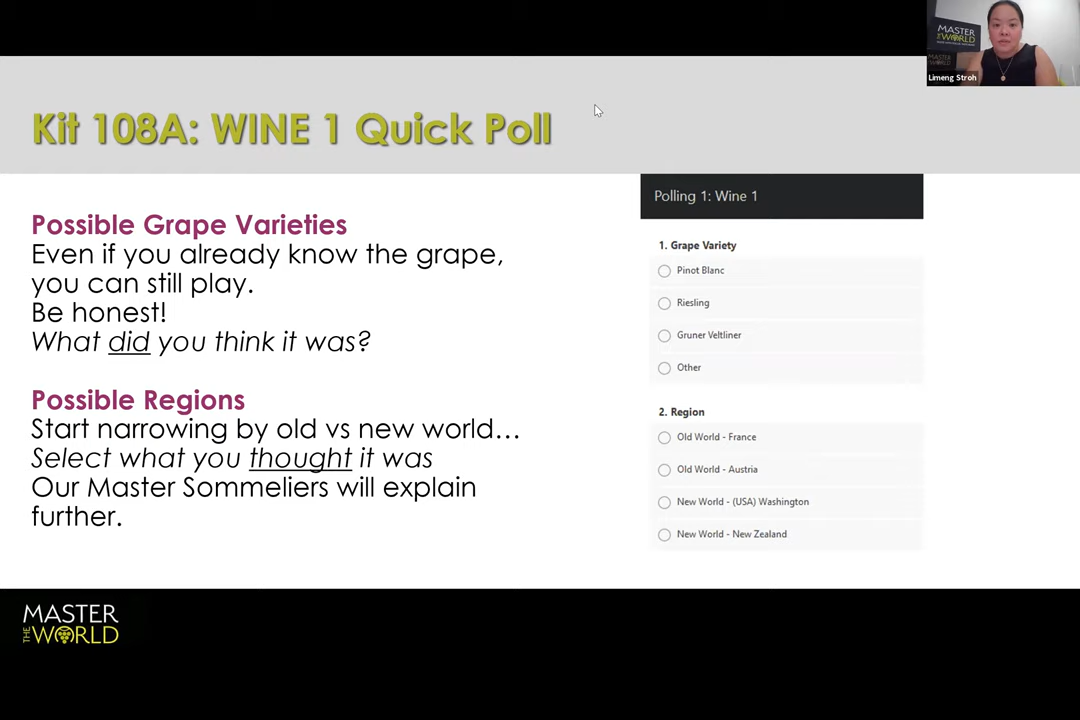 MASTER
THE WORLD
Limeng Stroh
Kit 108A: WINE 1 Quick Poll
Possible Grape Varieties
Even if you already know the grape,
you can still play.
Be honest!
What did you think it was?
Possible Regions
Start narrowing by old vs new world…
Select what you thought it was
Our Master Sommeliers will explain
further.
Polling 1: Wine 1
1. Grape Variety
Pinot Blanc
Riesling
Gruner Veltliner
Other
2. Region
Old World - France
Old World - Austria
New World - (USA) Washington
New World - New Zealand
MASTER
THE WORLD